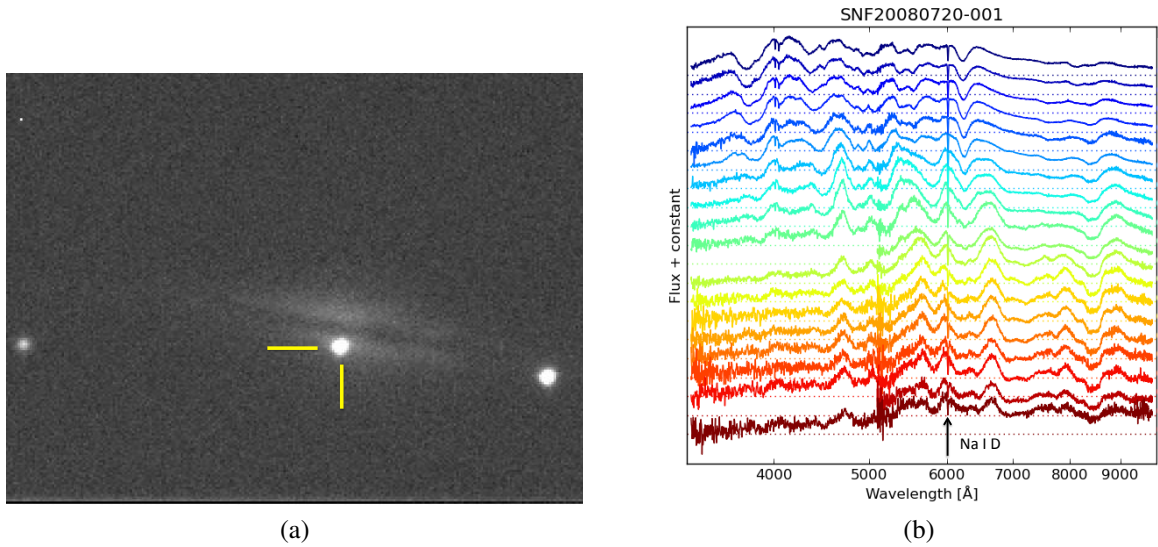 SNF20080720-001
Flux + constant
Na I D
4000 5000 6000 7000 8000 9000
Wavelength [Å]
(a) (b)